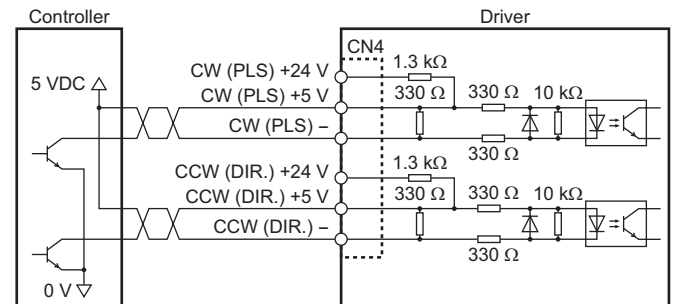 Controller
Driver
CN4
5 VDC
CW (PLS) +24 V
1.3 kΩ
CW (PLS) +5 V
330 Ω
330 Ω
10 kΩ
CW (PLS) –
330 Ω
CCW (DIR.) +24 V
1.3 kΩ
CCW (DIR.) +5 V
330 Ω
330 Ω
10 kΩ
CCW (DIR.) –
330 Ω
0 V